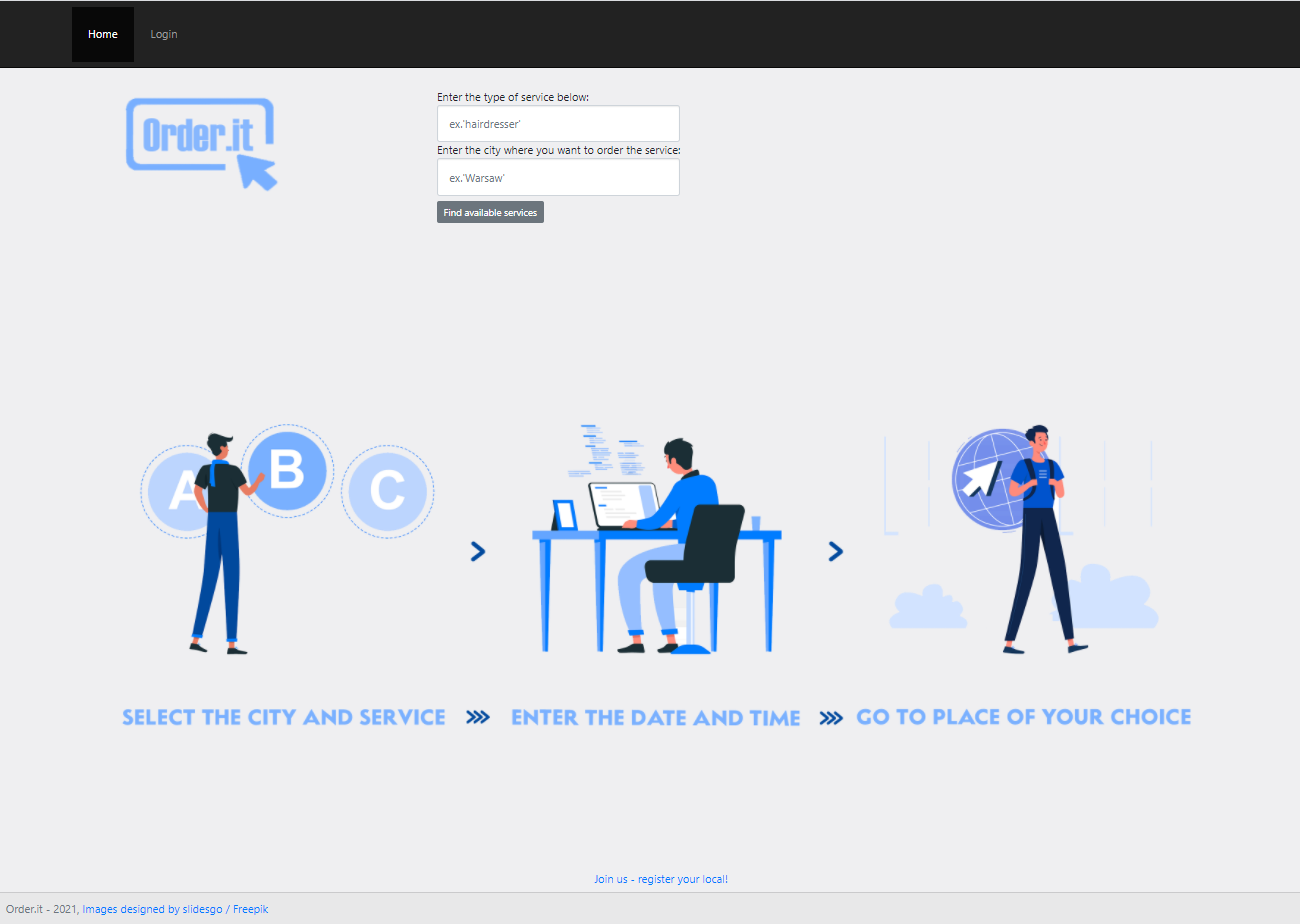 Home Login
Order.it
Enter the type of service below:
ex.'hairdresser'
Enter the city where you want to order the service:
ex.'Warsaw'
Find available services
A B C
SELECT THE CITY AND SERVICE >>> ENTER THE DATE AND TIME >>> GO TO PLACE OF YOUR CHOICE
Join us - register your local!
Order.it - 2021, Images designed by slidesgo / Freepik